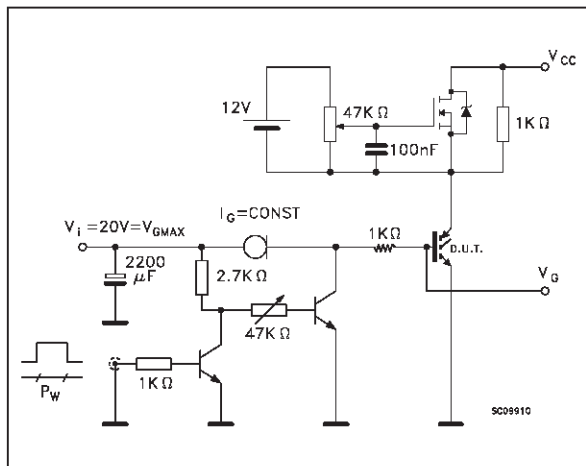 V_CC
12V
47K Ω
1K Ω
100nF
I_G=CONST
V_i =20V=V_GMAX
1K Ω
2200
μF
2.7K Ω
D.U.T.
V_G
47K Ω
1K Ω
P_W
SC09910